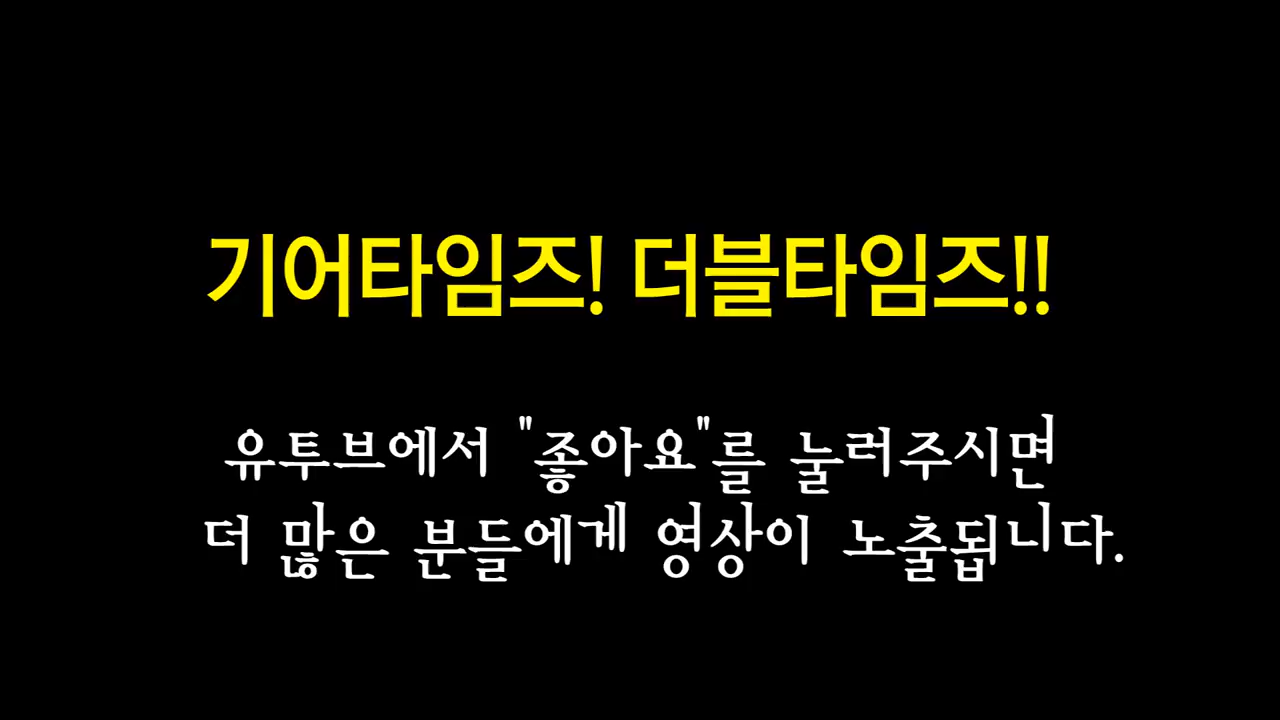 기어타임즈! 더블타임즈!!
유투브에서 "좋아요"를 눌러주시면
더 많은 분들에게 영상이 노출됩니다.